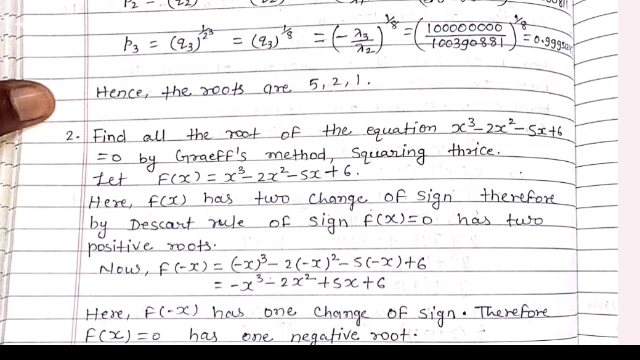 P₃ = (q₃)^(1/2³) = (q₃)^(1/8) = (-λ₃/λ₂)^(1/8) = (100000000/100390881)^(1/8) = 0.9995
Hence, the roots are 5, 2, 1.
2. Find all the root of the equation x³-2x²-5x+6
=0 by Graeff's method, Squaring thrice.
Let F(x) = x³-2x²-5x+6.
Here, f(x) has two change of sign therefore
by Descart rule of sign f(x)=0 has two
positive roots.
Now, F(-x) = (-x)³-2(-x)²-5(-x)+6
= -x³-2x²+5x+6
Here, F(-x) has one change of sign. Therefore
F(x)=0 has one negative root.